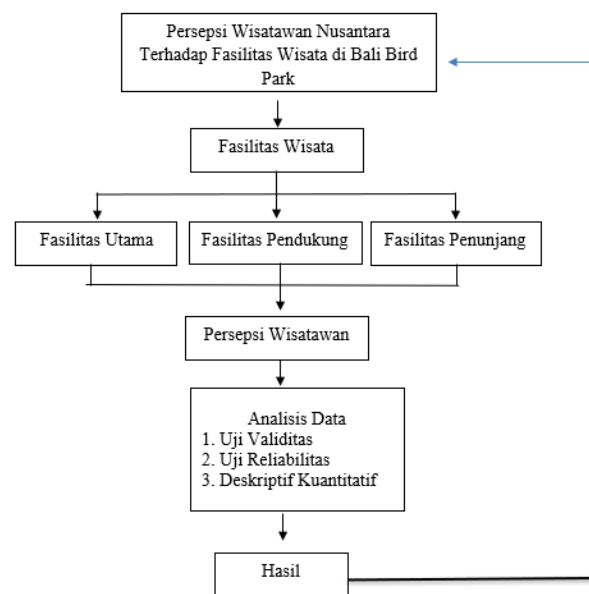 Persepsi Wisatawan Nusantara
Terhadap Fasilitas Wisata di Bali Bird
Park
Fasilitas Wisata
Fasilitas Utama
Fasilitas Pendukung
Fasilitas Penunjang
Persepsi Wisatawan
Analisis Data
1. Uji Validitas
2. Uji Reliabilitas
3. Deskriptif Kuantitatif
Hasil